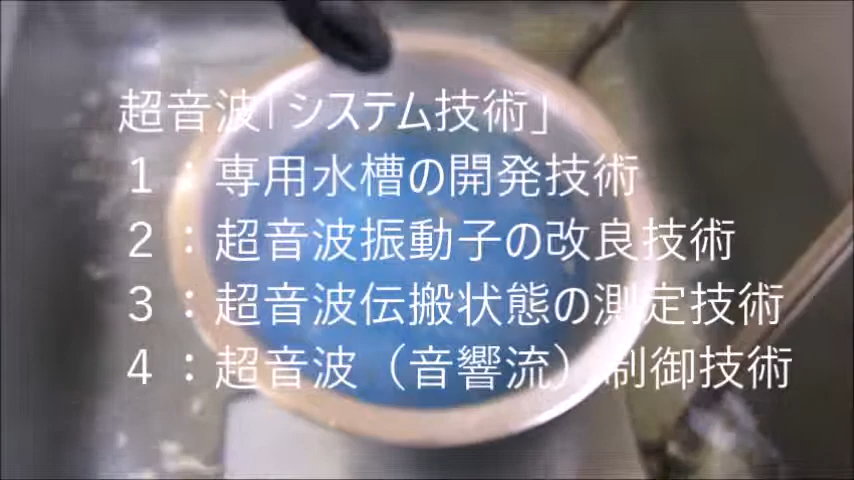 超音波「システム技術」
１：専用水槽の開発技術
２：超音波振動子の改良技術
３：超音波伝搬状態の測定技術
４：超音波（音響流）制御技術